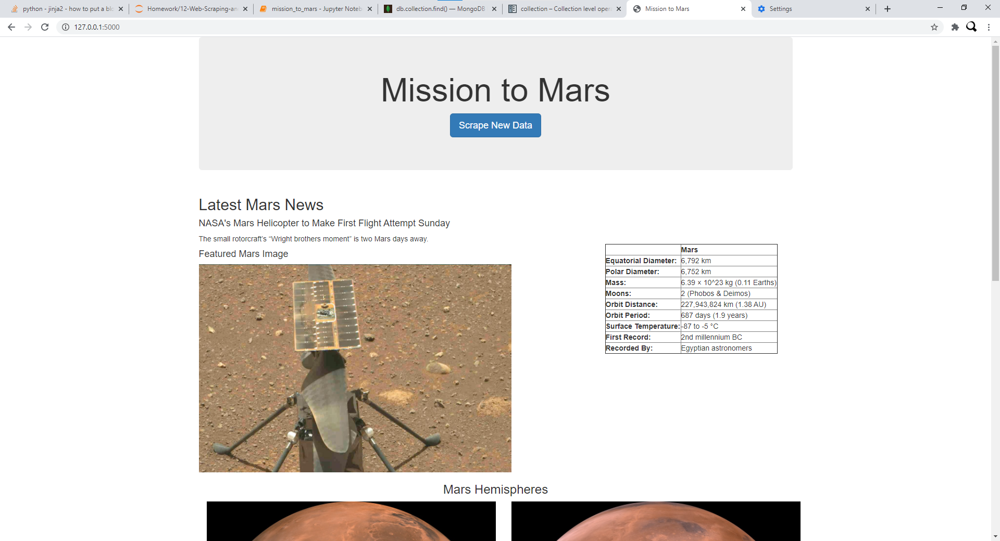 python - jinja2 - how to put a blo
Homework/12-Web-Scraping-an
mission_to_mars - Jupyter Noteb
db.collection.find() — MongoDB
collection – Collection level oper
Mission to Mars
Settings
127.0.0.1:5000
Mission to Mars
Scrape New Data
Latest Mars News
NASA's Mars Helicopter to Make First Flight Attempt Sunday
The small rotorcraft's “Wright brothers moment” is two Mars days away.
Featured Mars Image
Mars
Equatorial Diameter: 6,792 km
Polar Diameter: 6,752 km
Mass: 6.39 × 10^23 kg (0.11 Earths)
Moons: 2 (Phobos & Deimos)
Orbit Distance: 227,943,824 km (1.38 AU)
Orbit Period: 687 days (1.9 years)
Surface Temperature: -87 to -5 °C
First Record: 2nd millennium BC
Recorded By: Egyptian astronomers
Mars Hemispheres